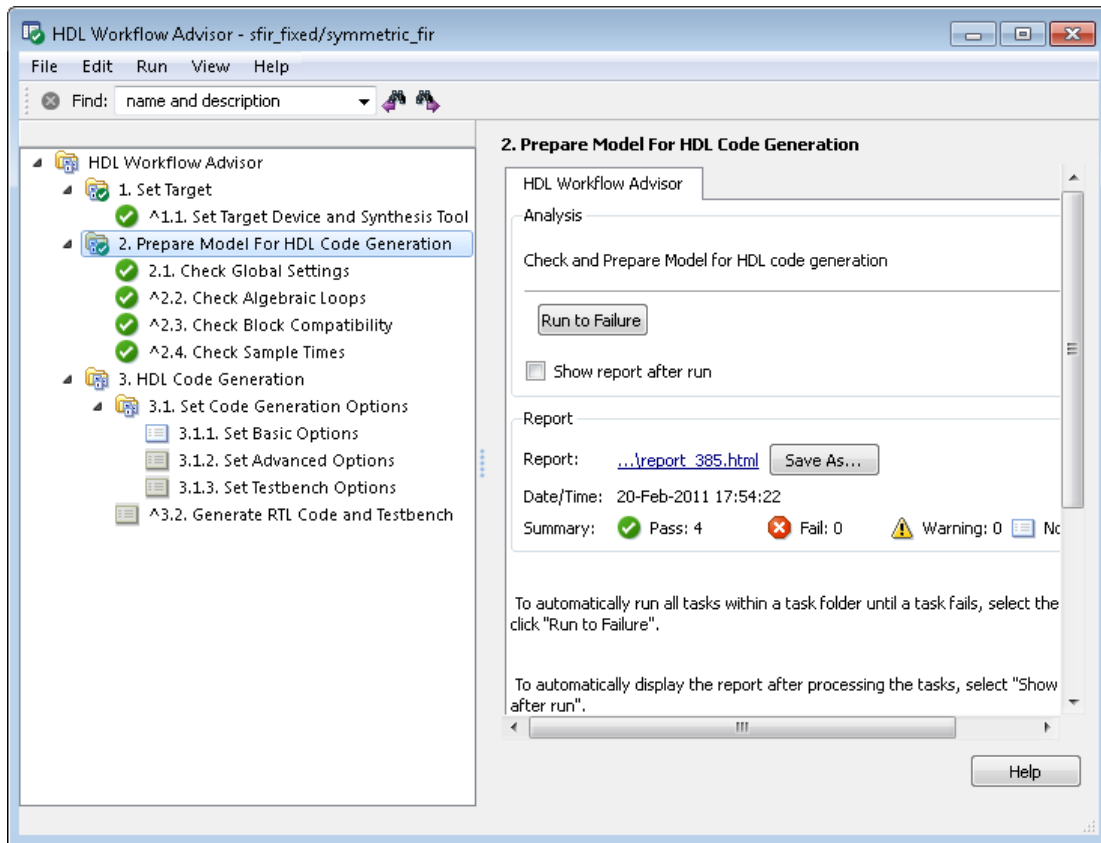 HDL Workflow Advisor - sfir_fixed/symmetric_fir
File Edit Run View Help
Find: name and description
HDL Workflow Advisor
1. Set Target
^1.1. Set Target Device and Synthesis Tool
2. Prepare Model For HDL Code Generation
2.1. Check Global Settings
^2.2. Check Algebraic Loops
^2.3. Check Block Compatibility
^2.4. Check Sample Times
3. HDL Code Generation
3.1. Set Code Generation Options
3.1.1. Set Basic Options
3.1.2. Set Advanced Options
3.1.3. Set Testbench Options
^3.2. Generate RTL Code and Testbench
2. Prepare Model For HDL Code Generation
HDL Workflow Advisor
Analysis
Check and Prepare Model for HDL code generation
Run to Failure
Show report after run
Report
Report: ...\report_385.html Save As...
Date/Time: 20-Feb-2011 17:54:22
Summary: Pass: 4 Fail: 0 Warning: 0
To automatically run all tasks within a task folder until a task fails, select the
click "Run to Failure".
To automatically display the report after processing the tasks, select "Show
after run".
Help